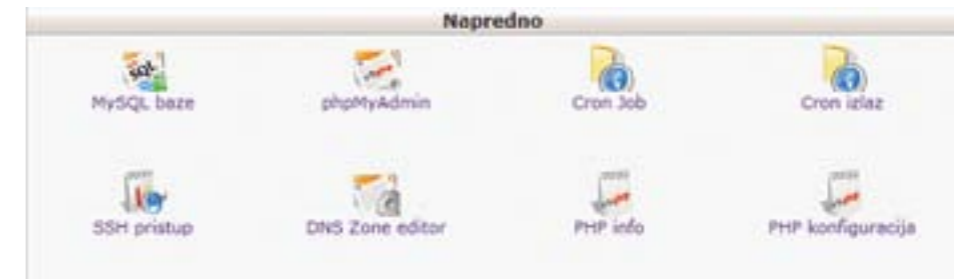 Napredno
MySQL baze
phpMyAdmin
Cron Job
Cron izlaz
SSH pristup
DNS Zone editor
PHP info
PHP konfiguracija